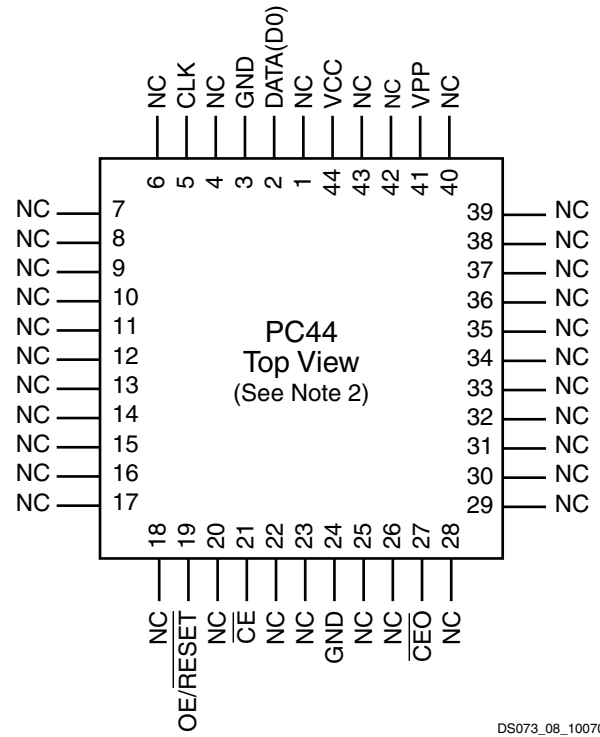 NC CLK NC GND DATA(D0) NC VCC NC NC VPP NC
6 5 4 3 2 1 44 43 42 41 40
NC 7 39 NC
NC 8 38 NC
NC 9 37 NC
NC 10 36 NC
NC 11 35 NC
NC 12 34 NC
NC 13 33 NC
NC 14 32 NC
NC 15 31 NC
NC 16 30 NC
NC 17 29 NC
PC44
Top View
(See Note 2)
18 19 20 21 22 23 24 25 26 27 28
NC OE/RESET NC CE NC NC GND NC NC CEO NC
DS073_08_10070